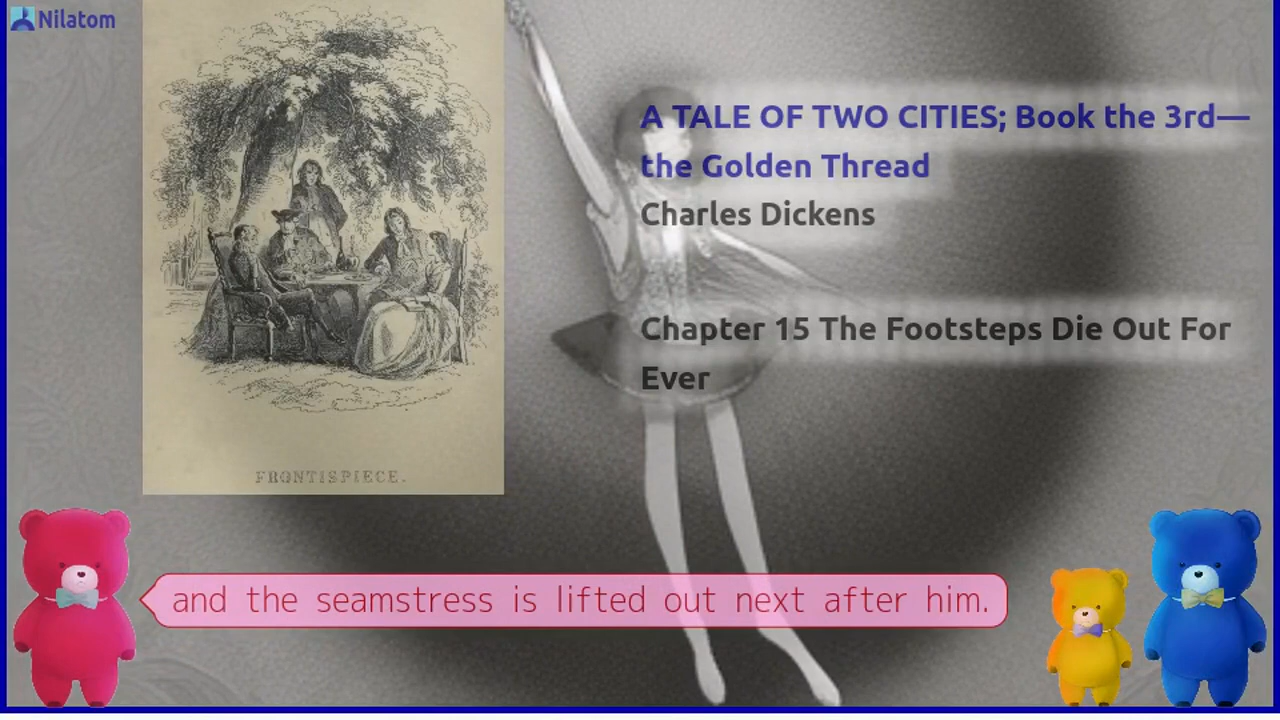 Nilatom
A TALE OF TWO CITIES; Book the 3rd—
the Golden Thread
Charles Dickens
Chapter 15 The Footsteps Die Out For
Ever
FRONTISPIECE.
and the seamstress is lifted out next after him.